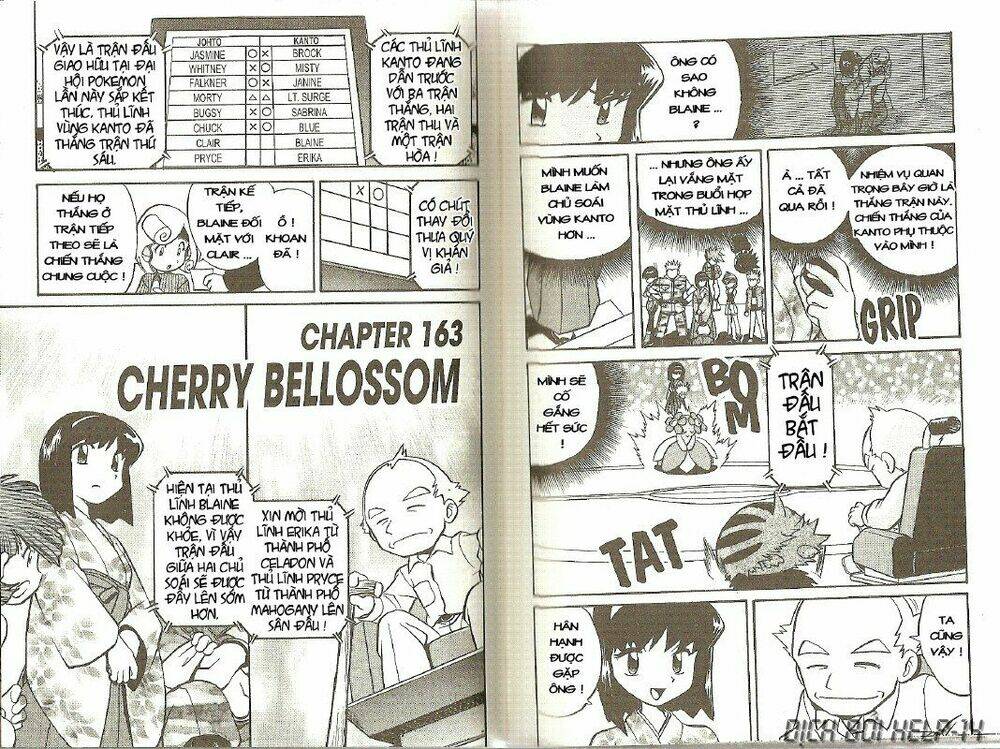 VẬY LÀ TRẬN ĐẤU
GIAO HỮU TẠI ĐẠI
HỘI POKEMON
LẦN NÀY SẮP KẾT
THÚC, THỦ LĨNH
VÙNG KANTO ĐÃ
THẮNG TRẬN THỨ
SÁU.
JOHTO KANTO
JASMINE ○ × BROCK
WHITNEY × ○ MISTY
FALKNER ○ × JANINE
MORTY △ △ LT. SURGE
BUGSY × ○ SABRINA
CHUCK × ○ BLUE
CLAIR BLAINE
PRYCE ERIKA
CÁC THỦ LĨNH
KANTO ĐANG
DẪN TRƯỚC
VỚI BA TRẬN
THẮNG, HAI
TRẬN THU VÀ
MỘT TRẬN
HÒA !
NẾU HỌ
THẮNG Ở
TRẬN TIẾP
THEO SẼ LÀ
CHIẾN THẮNG
CHUNG CUỘC !
TRẬN KẾ
TIẾP,
BLAINE ĐỐI
MẶT VỚI
CLAIR ...
Ồ !
KHOAN
ĐÃ !
× ○
CÓ CHÚT
THAY ĐỔI
THƯA QUÝ
VỊ KHÁN
GIẢ !
CHAPTER 163
CHERRY BELLOSSOM
HIỆN TẠI THỦ
LĨNH BLAINE
KHÔNG ĐƯỢC
KHỎE, VÌ VẬY
TRẬN ĐẤU
GIỮA HAI CHỦ
SOÁI SẼ ĐƯỢC
ĐẨY LÊN SỚM
HƠN.
XIN MỜI THỦ
LĨNH ERIKA TỪ
THÀNH PHỐ
CELADON VÀ
THỦ LĨNH PRYCE
TỪ THÀNH PHỐ
MAHOGANY LÊN
SÂN ĐẤU !
ÔNG CÓ
SAO
KHÔNG
BLAINE ...
?
MÌNH MUỐN
BLAINE LÀM
CHỦ SOÁI
VÙNG KANTO
HƠN ...
... NHƯNG ÔNG ẤY
LẠI VẮNG MẶT
TRONG BUỔI HỌP
MẶT THỦ LĨNH ...
À ... TẤT
CẢ ĐÃ
QUA RỒI !
NHIỆM VỤ QUAN
TRỌNG BÂY GIỜ LÀ
THẮNG TRẬN NÀY.
CHIẾN THẮNG CỦA
KANTO PHỤ THUỘC
VÀO MÌNH !
GRIP
MÌNH SẼ
CỐ
GẮNG
HẾT SỨC
!
BOM
TRẬN
ĐẤU
BẮT
ĐẦU !
TAT
HÂN
HẠNH
ĐƯỢC
GẶP
ÔNG !
TA
CŨNG
VẬY !
DỊCH BỞI HELP-14